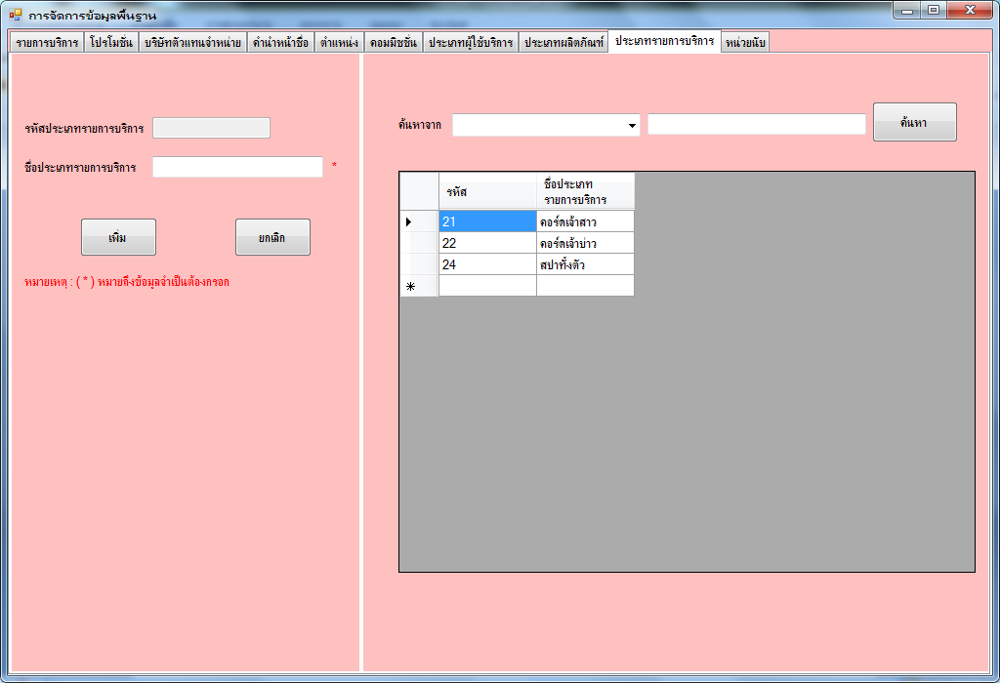 การจัดการข้อมูลพื้นฐาน
รายการบริการ โปรโมชั่น บริษัทตัวแทนจำหน่าย คำนำหน้าชื่อ ตำแหน่ง คอมมิชชั่น ประเภทผู้ใช้บริการ ประเภทผลิตภัณฑ์ ประเภทรายการบริการ หน่วยนับ
รหัสประเภทรายการบริการ
ชื่อประเภทรายการบริการ *
เพิ่ม ยกเลิก
หมายเหตุ : ( * ) หมายถึงข้อมูลจำเป็นต้องกรอก
ค้นหาจาก ค้นหา
รหัส ชื่อประเภท
รายการบริการ
21 คอร์ดเจ้าสาว
22 คอร์ดเจ้าบ่าว
24 สปาทั้งตัว